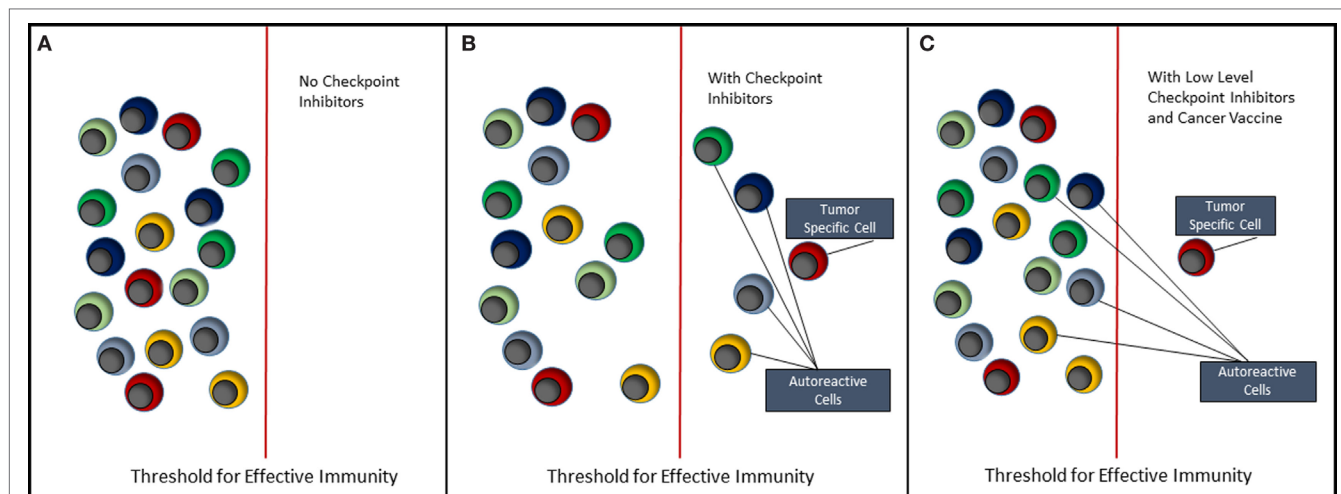 A
No Checkpoint
Inhibitors
Threshold for Effective Immunity
B
With Checkpoint
Inhibitors
Tumor
Specific Cell
Autoreactive
Cells
Threshold for Effective Immunity
C
With Low Level
Checkpoint Inhibitors
and Cancer Vaccine
Tumor
Specific Cell
Autoreactive
Cells
Threshold for Effective Immunity